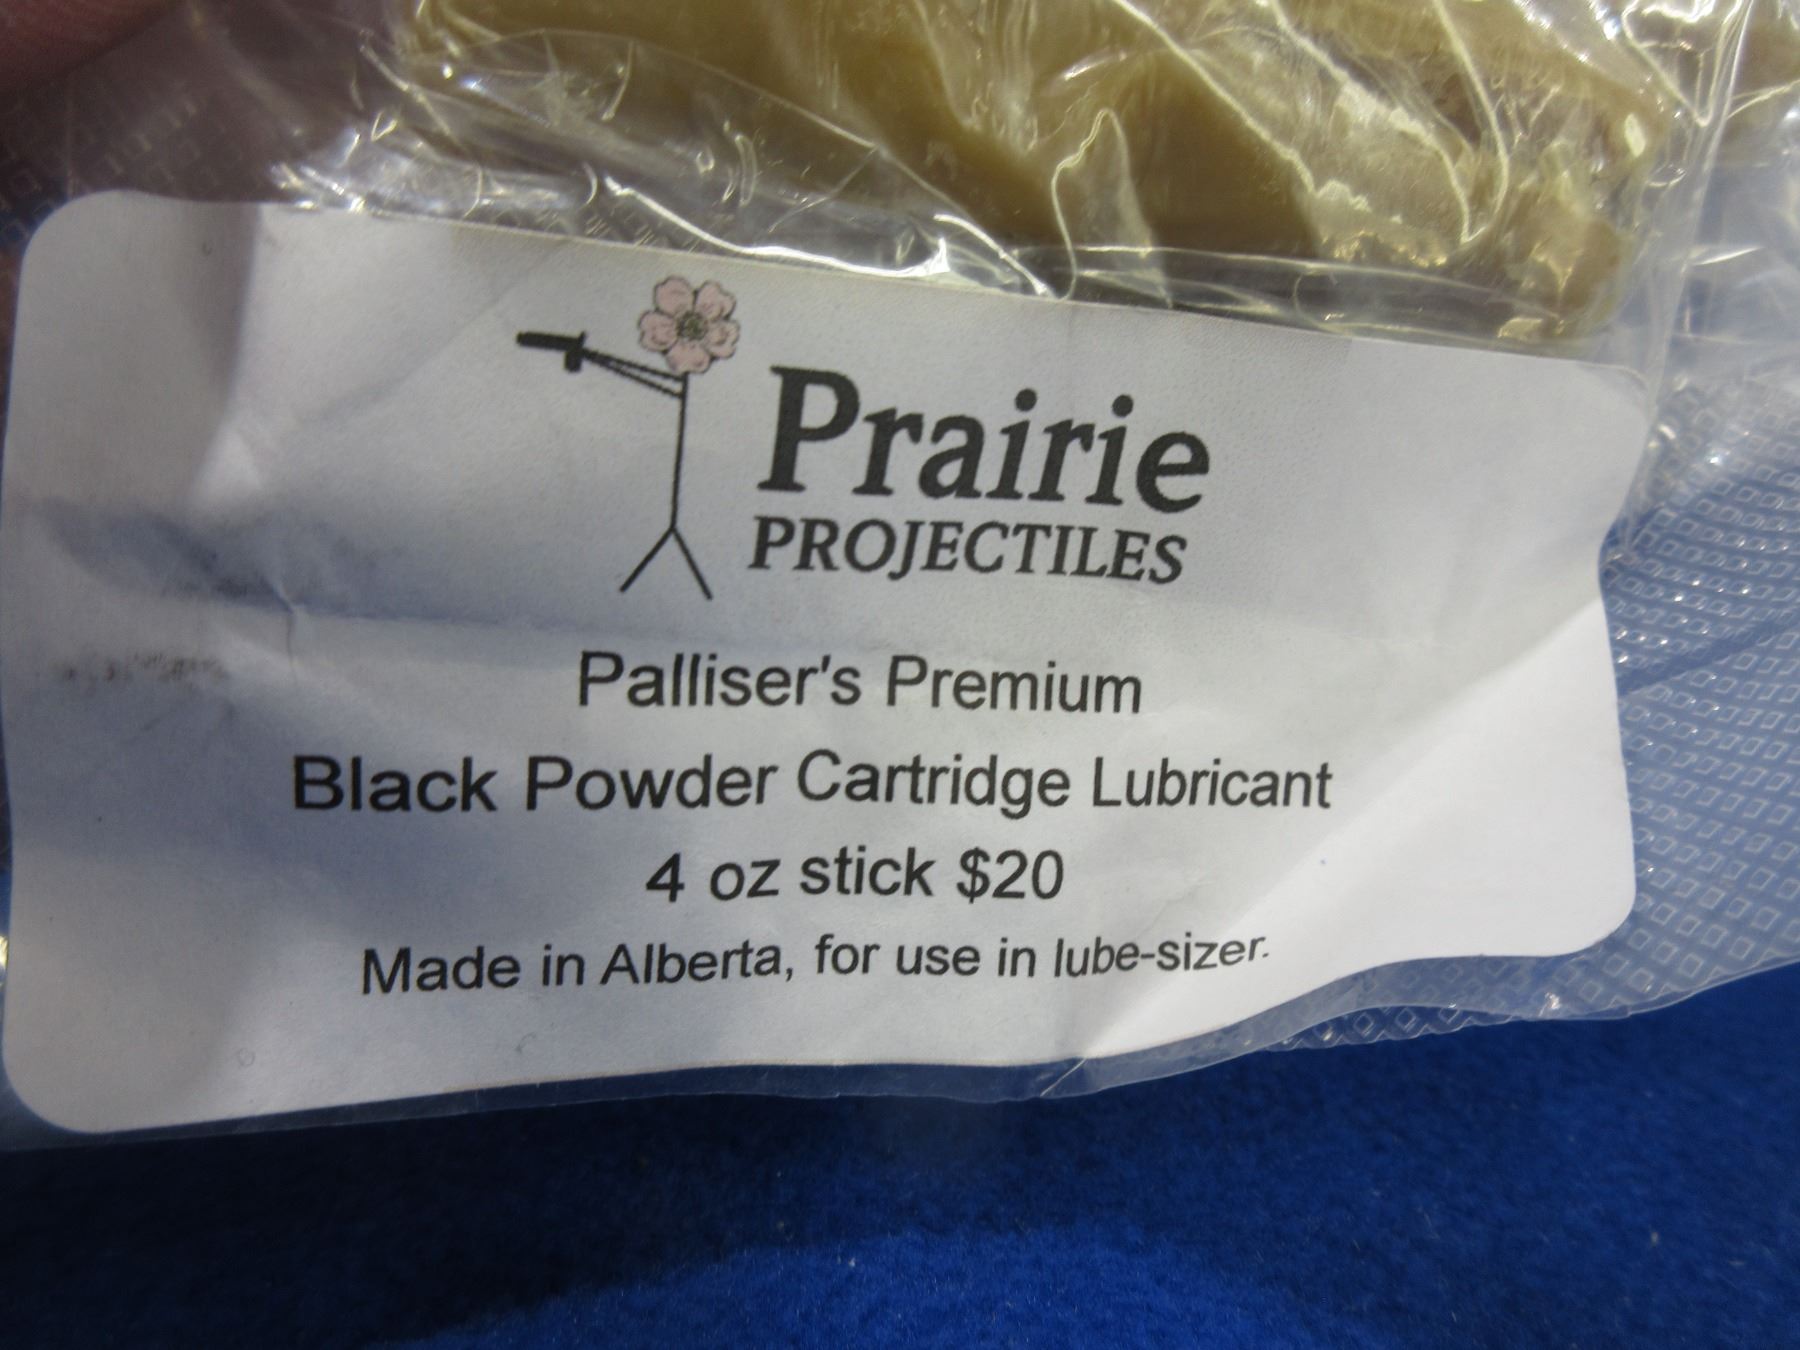 Prairie
PROJECTILES
Palliser's Premium
Black Powder Cartridge Lubricant
4 oz stick $20
Made in Alberta, for use in lube-sizer.